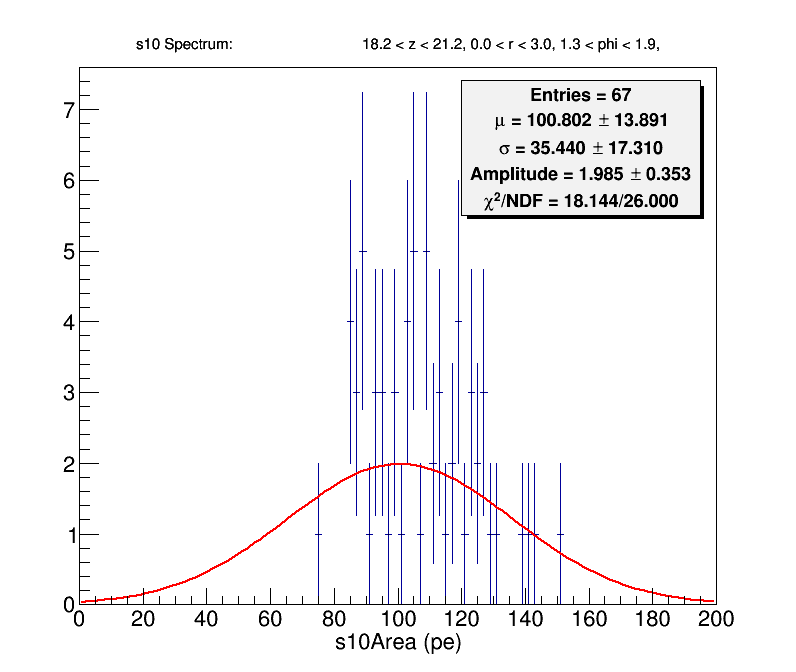 s10 Spectrum: 18.2 < z < 21.2, 0.0 < r < 3.0, 1.3 < phi < 1.9,
Entries = 67
μ = 100.802 ± 13.891
σ = 35.440 ± 17.310
Amplitude = 1.985 ± 0.353
χ²/NDF = 18.144/26.000
7
6
5
4
3
2
1
0
0 20 40 60 80 100 120 140 160 180 200
s10Area (pe)